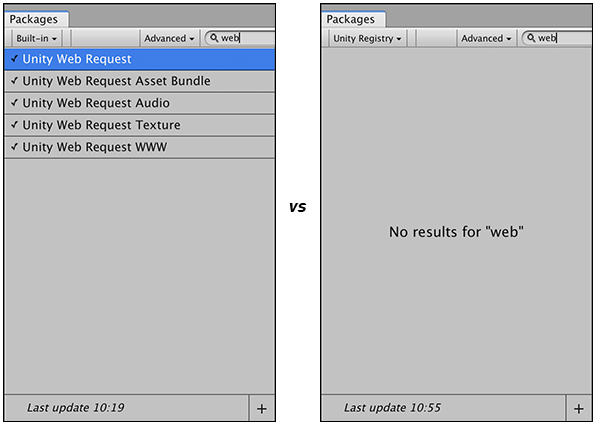 Packages
Built-in Advanced web
Unity Web Request
Unity Web Request Asset Bundle
Unity Web Request Audio
Unity Web Request Texture
Unity Web Request WWW
Last update 10:19 +
vs
Packages
Unity Registry Advanced web
No results for "web"
Last update 10:55 +